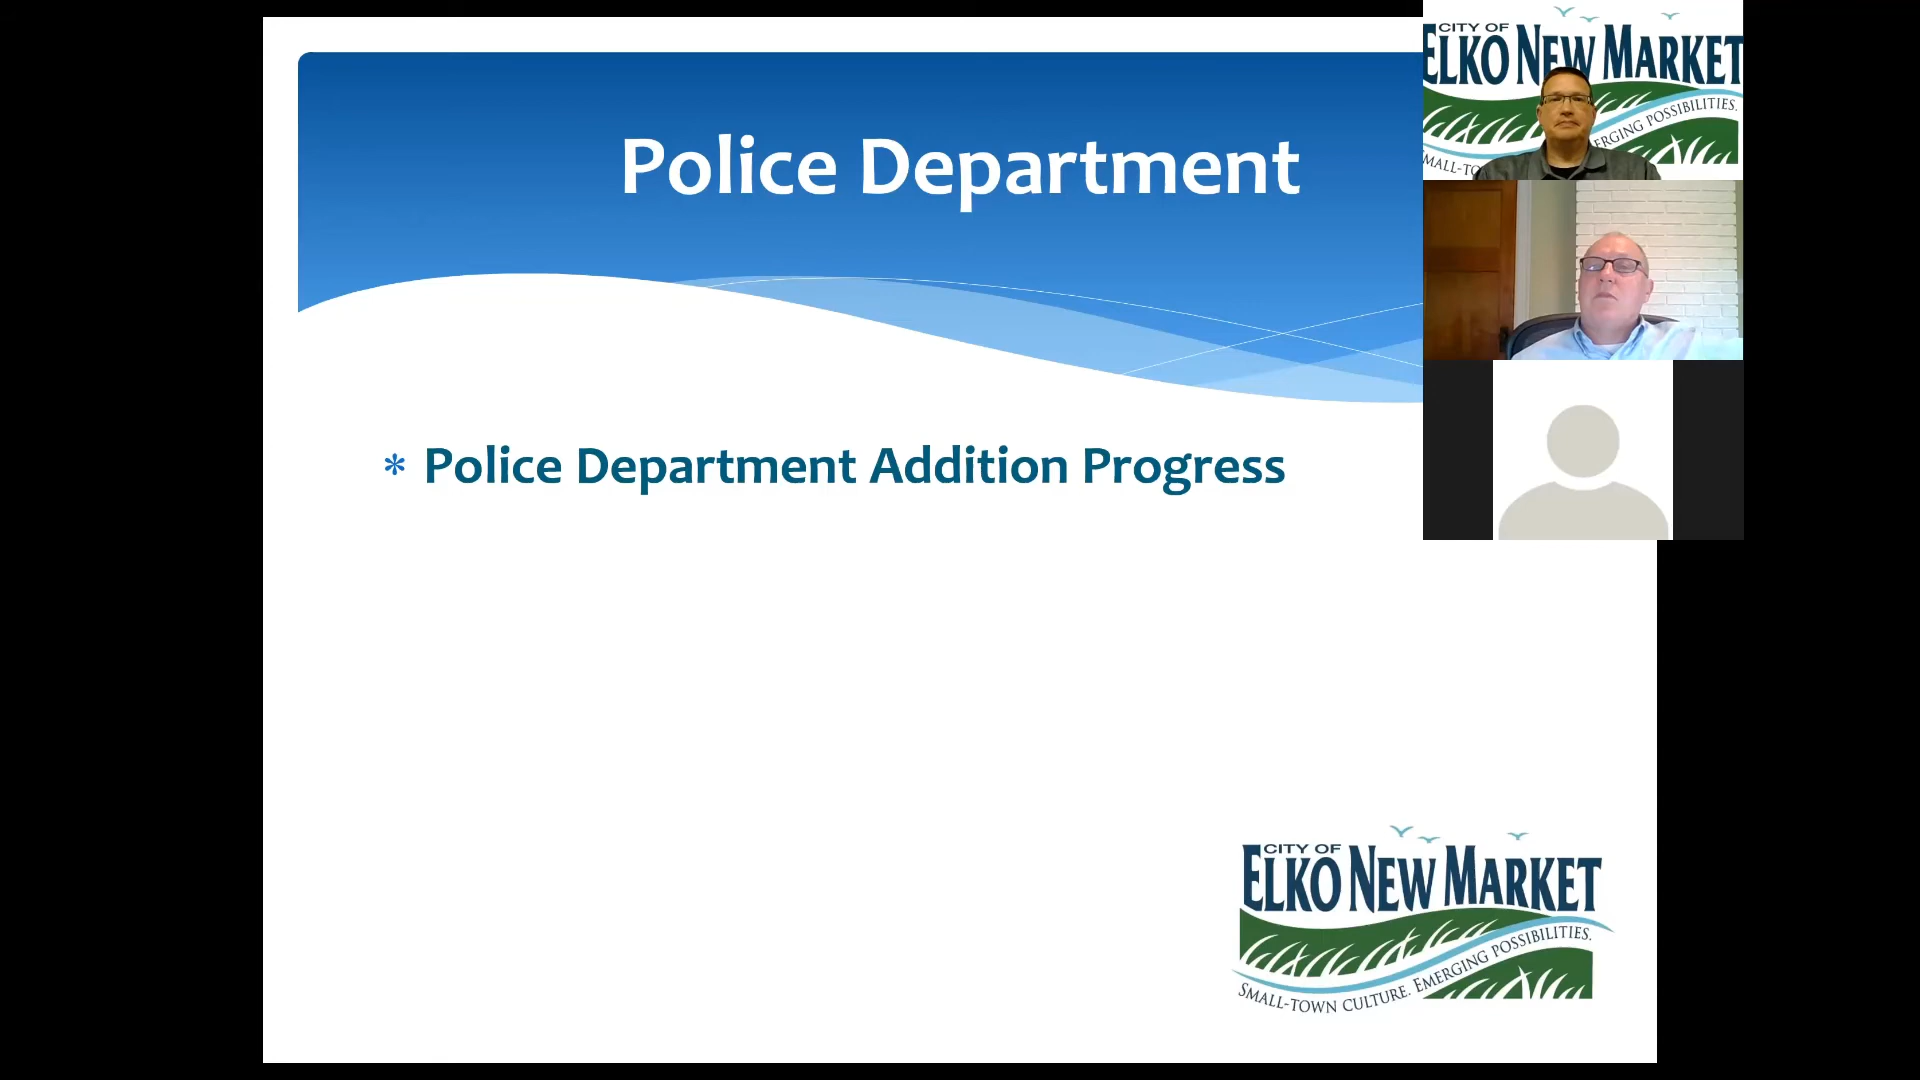 Police Department
* Police Department Addition Progress
CITY OF
ELKO NEW MARKET
ERGING POSSIBILITIES.
SMALL-TO
CITY OF
ELKO NEW MARKET
SMALL-TOWN CULTURE. EMERGING POSSIBILITIES.